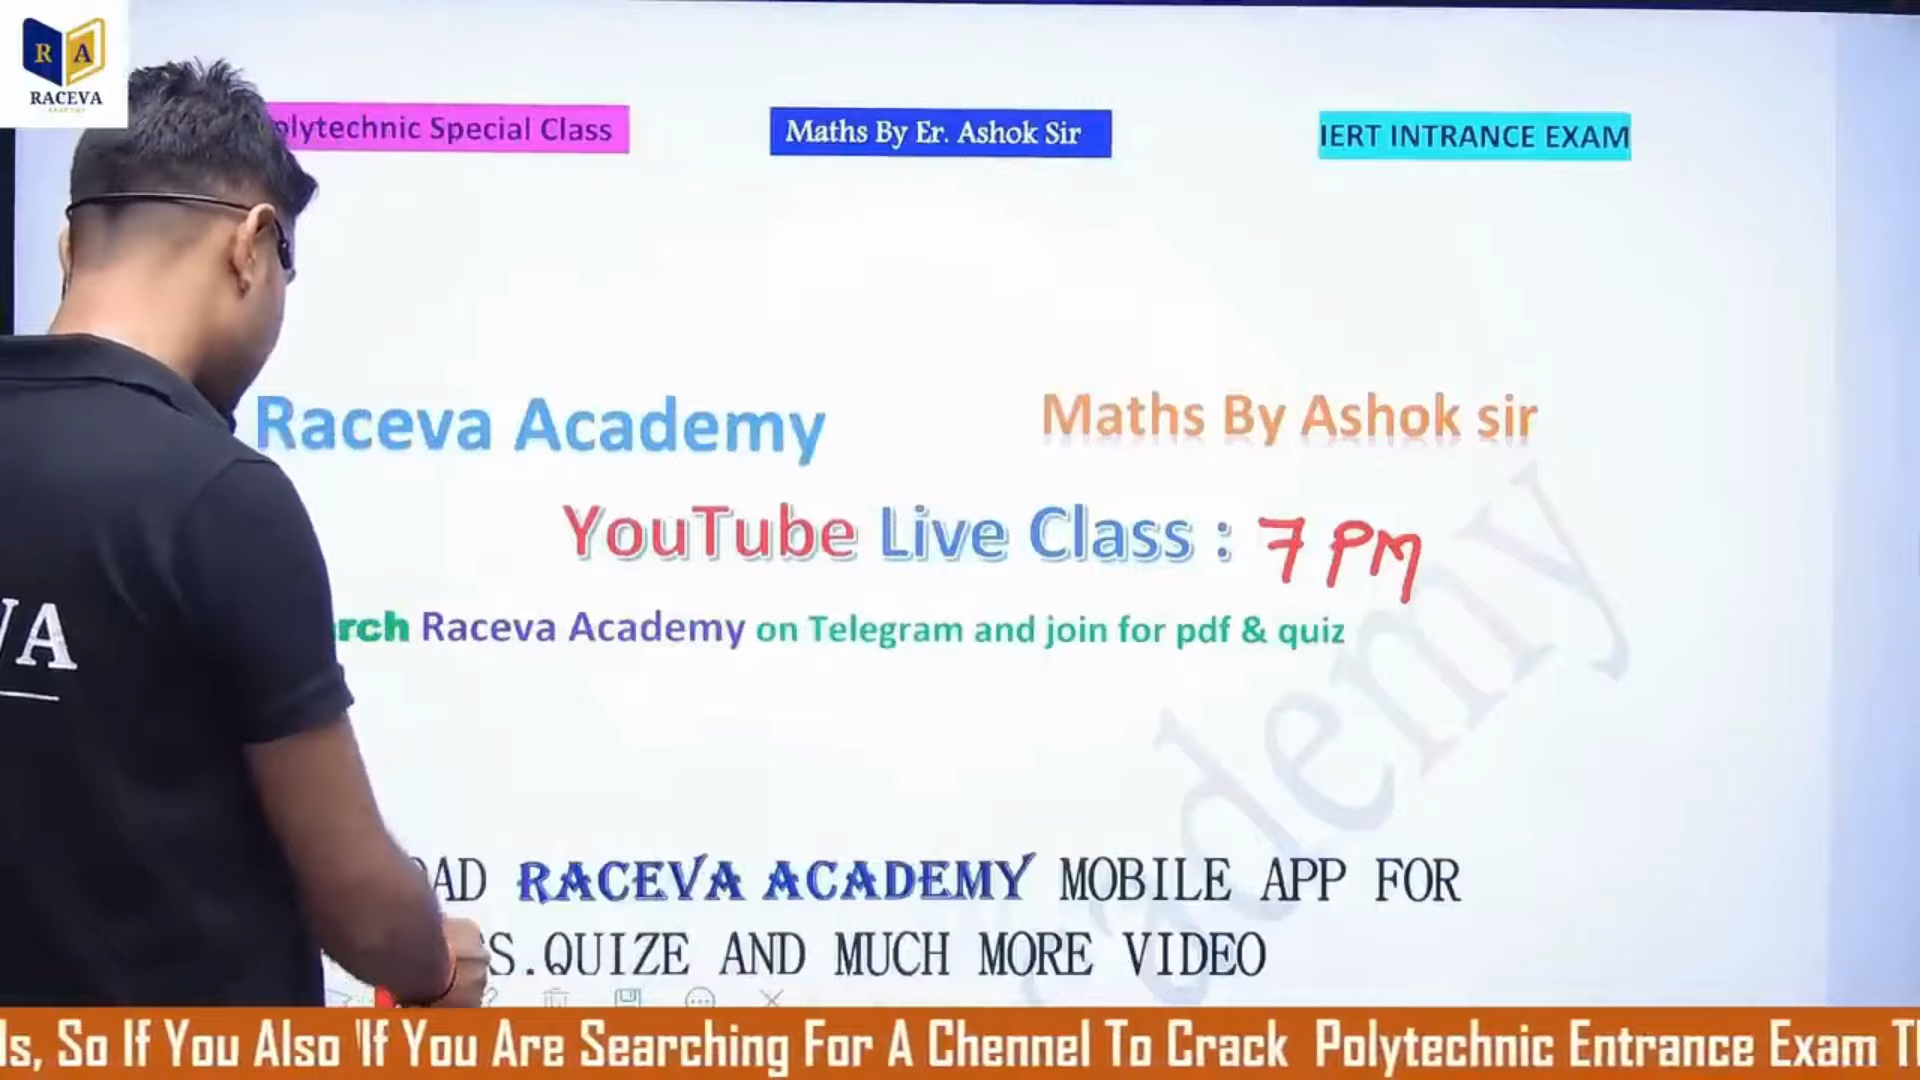 R A
RACEVA
olytechnic Special Class
Maths By Er. Ashok Sir
IERT INTRANCE EXAM
Raceva Academy
Maths By Ashok sir
YouTube Live Class : 7 PM
rch Raceva Academy on Telegram and join for pdf & quiz
VA
AD RACEVA ACADEMY MOBILE APP FOR
S.QUIZE AND MUCH MORE VIDEO
ademy
ls, So If You Also 'If You Are Searching For A Chennel To Crack Polytechnic Entrance Exam T